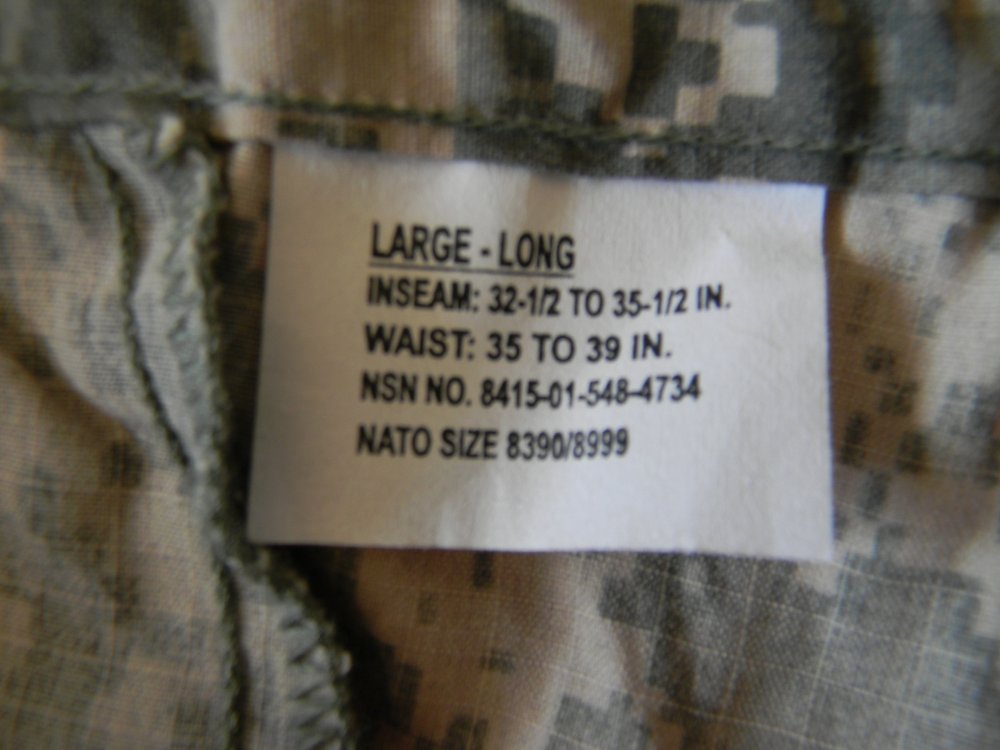 LARGE - LONG
INSEAM: 32-1/2 TO 35-1/2 IN.
WAIST: 35 TO 39 IN.
NSN NO. 8415-01-548-4734
NATO SIZE 8390/8999